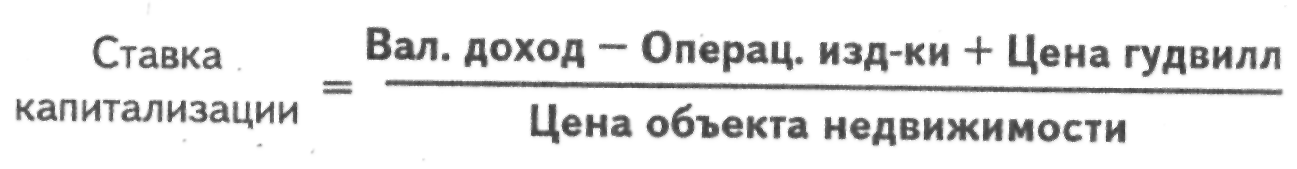 Ставка
капитализации
=
Вал. доход – Операц. изд-ки + Цена гудвилл
Цена объекта недвижимости